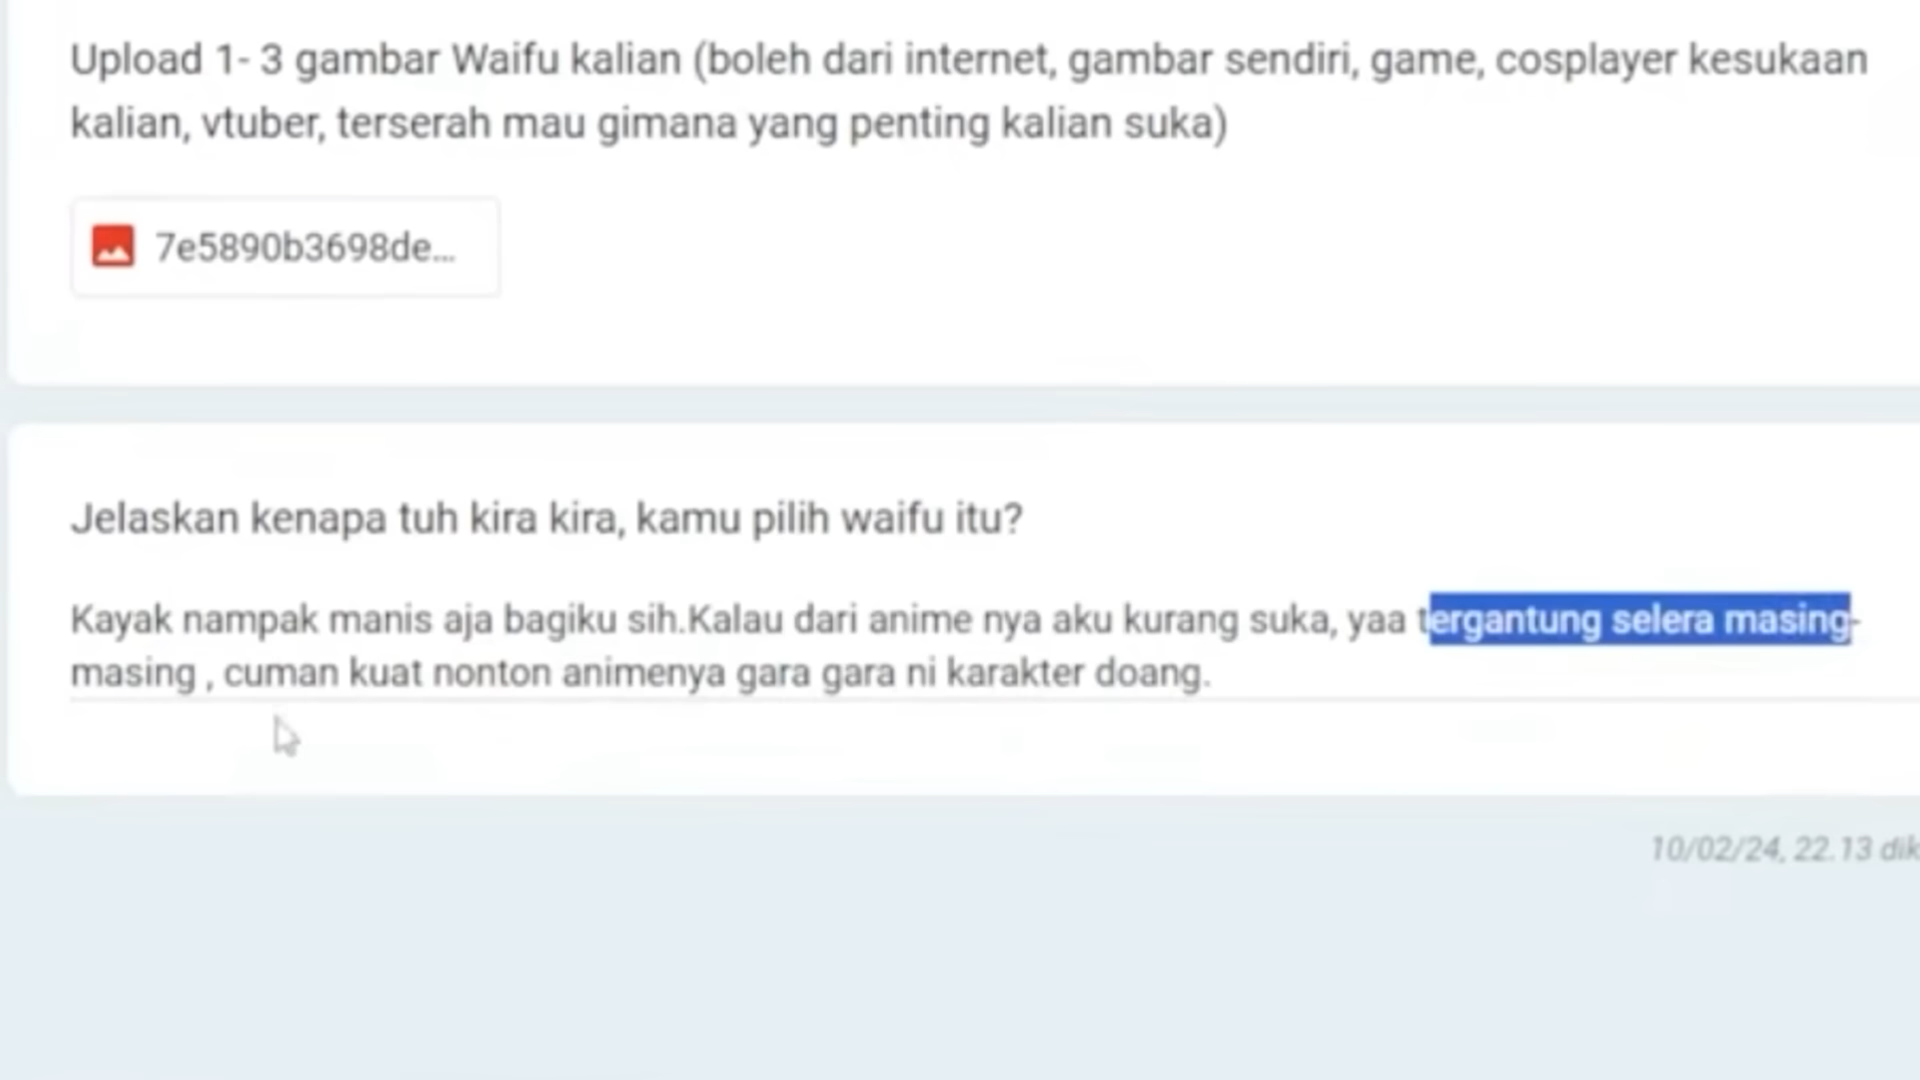 Upload 1- 3 gambar Waifu kalian (boleh dari internet, gambar sendiri, game, cosplayer kesukaan
kalian, vtuber, terserah mau gimana yang penting kalian suka)
7e5890b3698de...
Jelaskan kenapa tuh kira kira, kamu pilih waifu itu?
Kayak nampak manis aja bagiku sih.Kalau dari anime nya aku kurang suka, yaa tergantung selera masing-
masing , cuman kuat nonton animenya gara gara ni karakter doang.
10/02/24, 22.13 dik